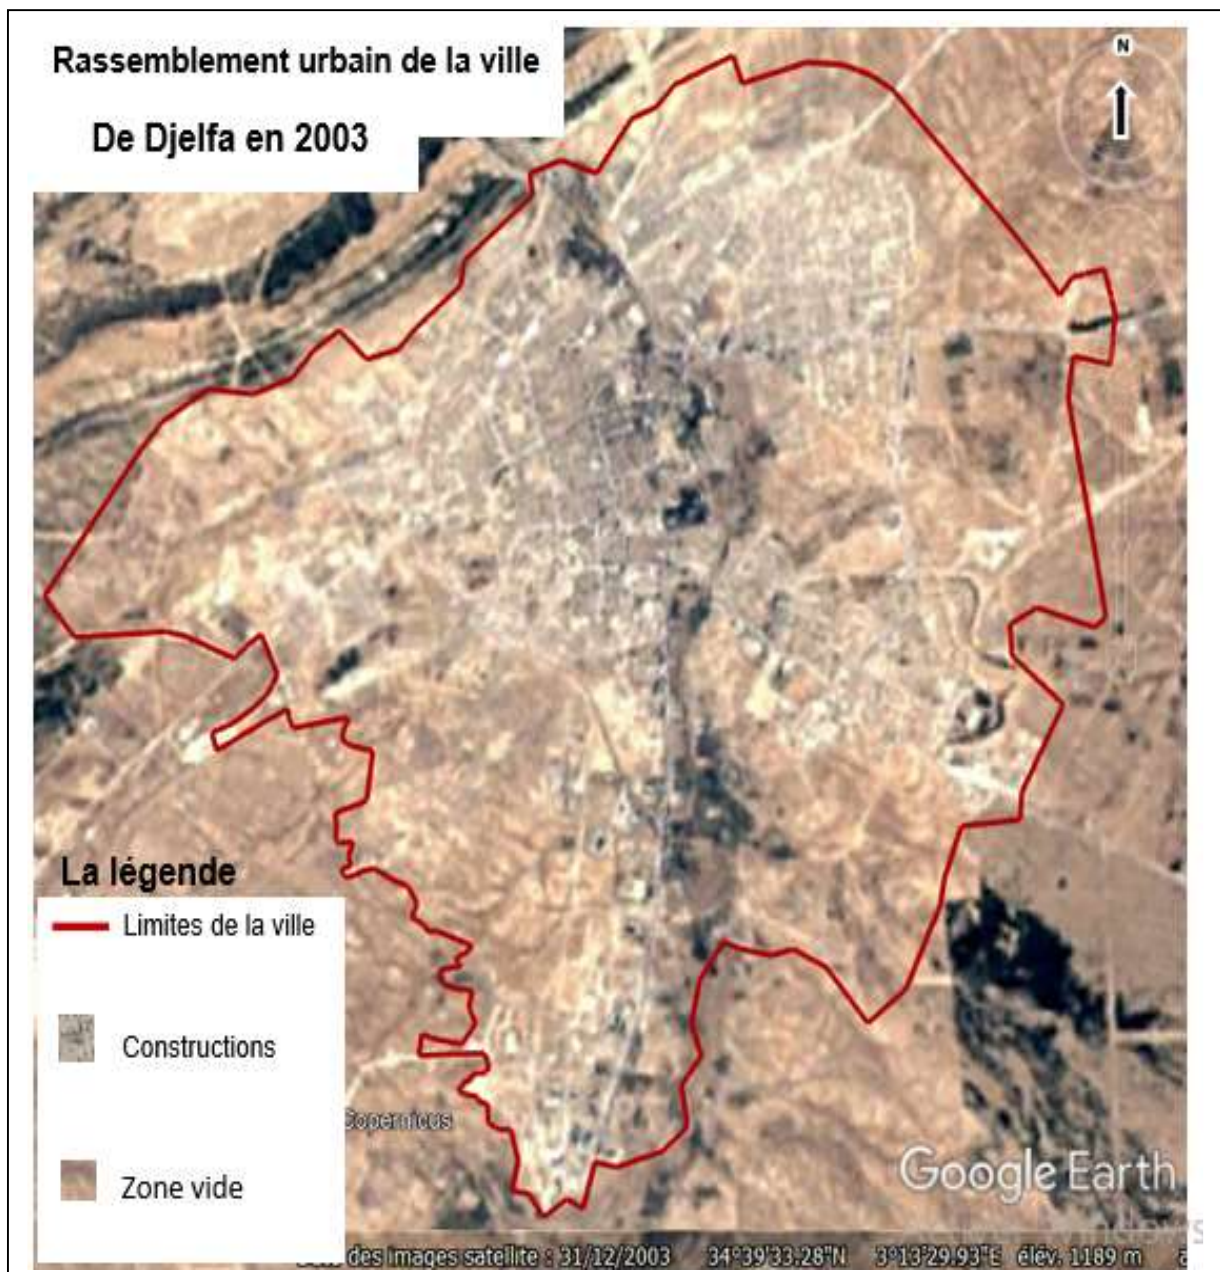 Rassemblement urbain de la ville
De Djelfa en 2003
N
La légende
Limites de la ville
Constructions
Copernicus
Zone vide
Google Earth
des images satellite : 31/12/2003 34°39'33.28"N 3°13'29.93"E élév. 1189 m